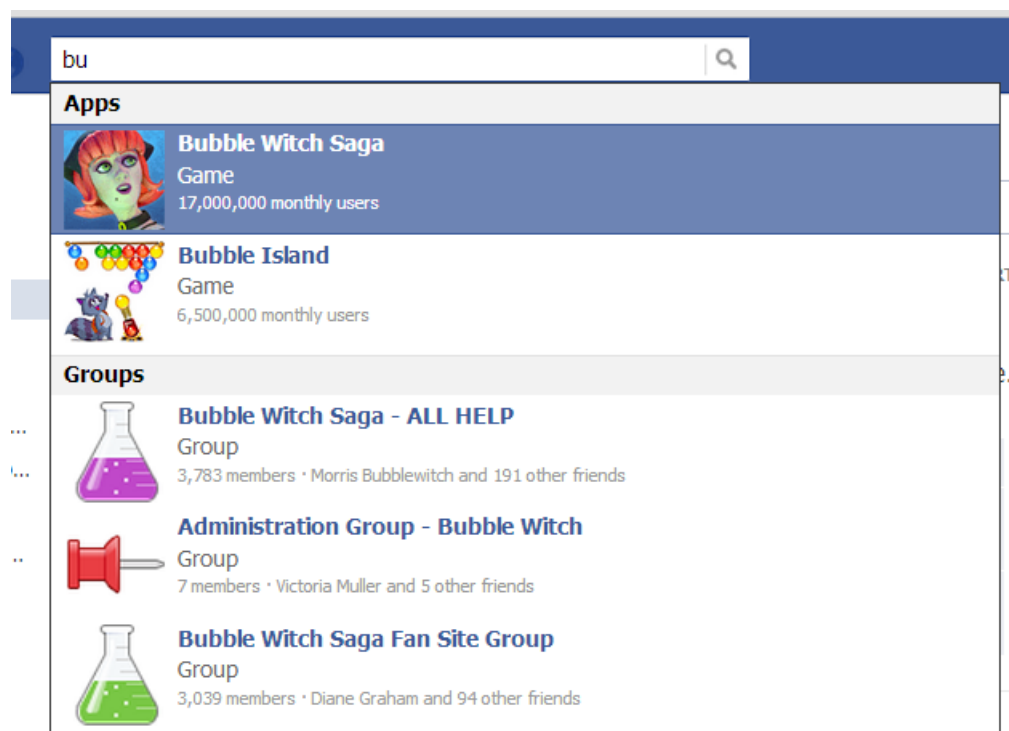 bu
Apps
Bubble Witch Saga
Game
17,000,000 monthly users
Bubble Island
Game
6,500,000 monthly users
Groups
Bubble Witch Saga - ALL HELP
Group
3,783 members · Morris Bubblewitch and 191 other friends
Administration Group - Bubble Witch
Group
7 members · Victoria Muller and 5 other friends
Bubble Witch Saga Fan Site Group
Group
3,039 members · Diane Graham and 94 other friends